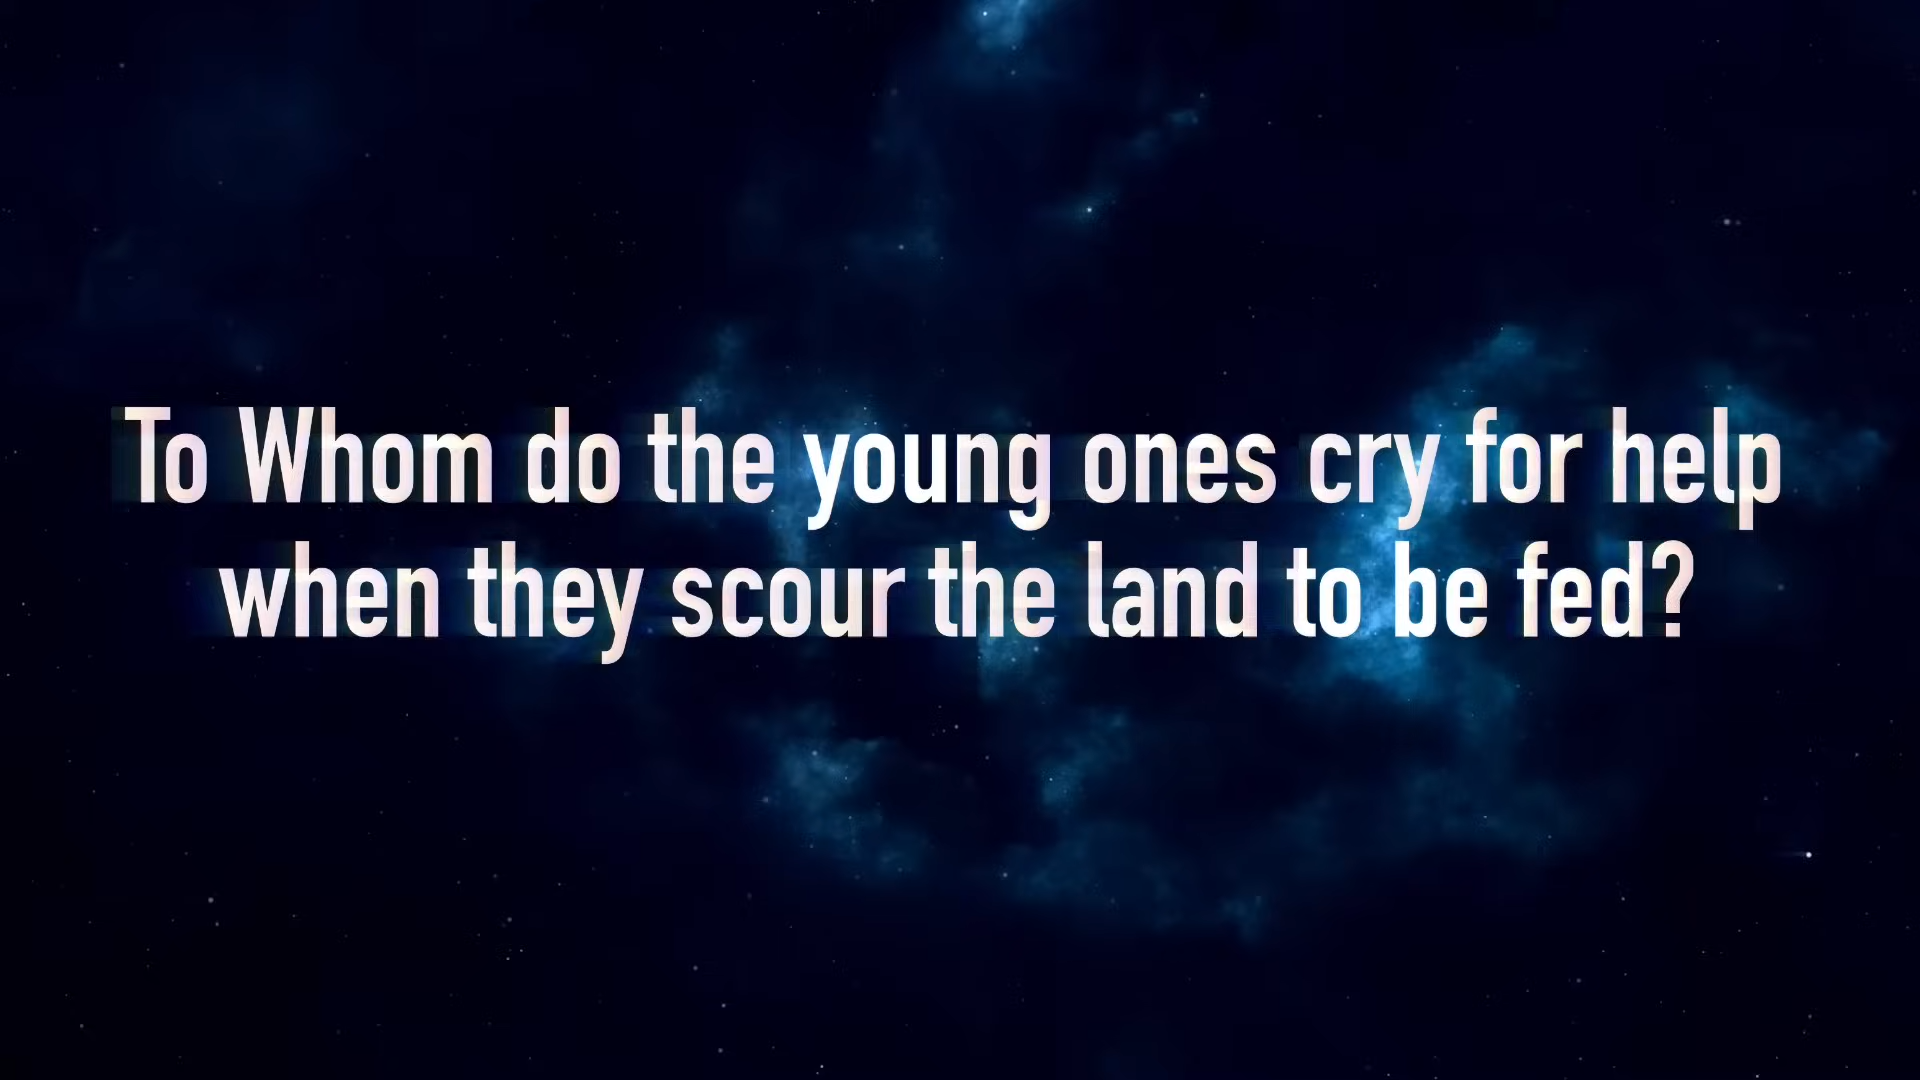 To Whom do the young ones cry for help
when they scour the land to be fed?